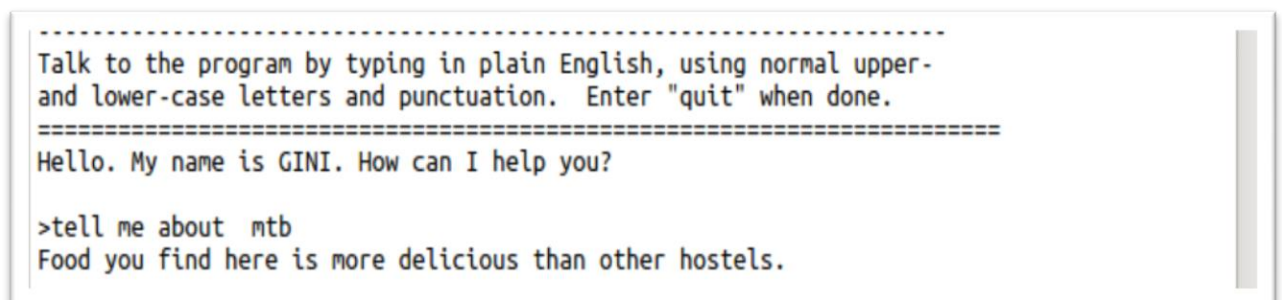 --------------------------------------------------------------------
Talk to the program by typing in plain English, using normal upper-
and lower-case letters and punctuation.  Enter "quit" when done.
========================================================================
Hello. My name is GINI. How can I help you?
>tell me about  mtb
Food you find here is more delicious than other hostels.